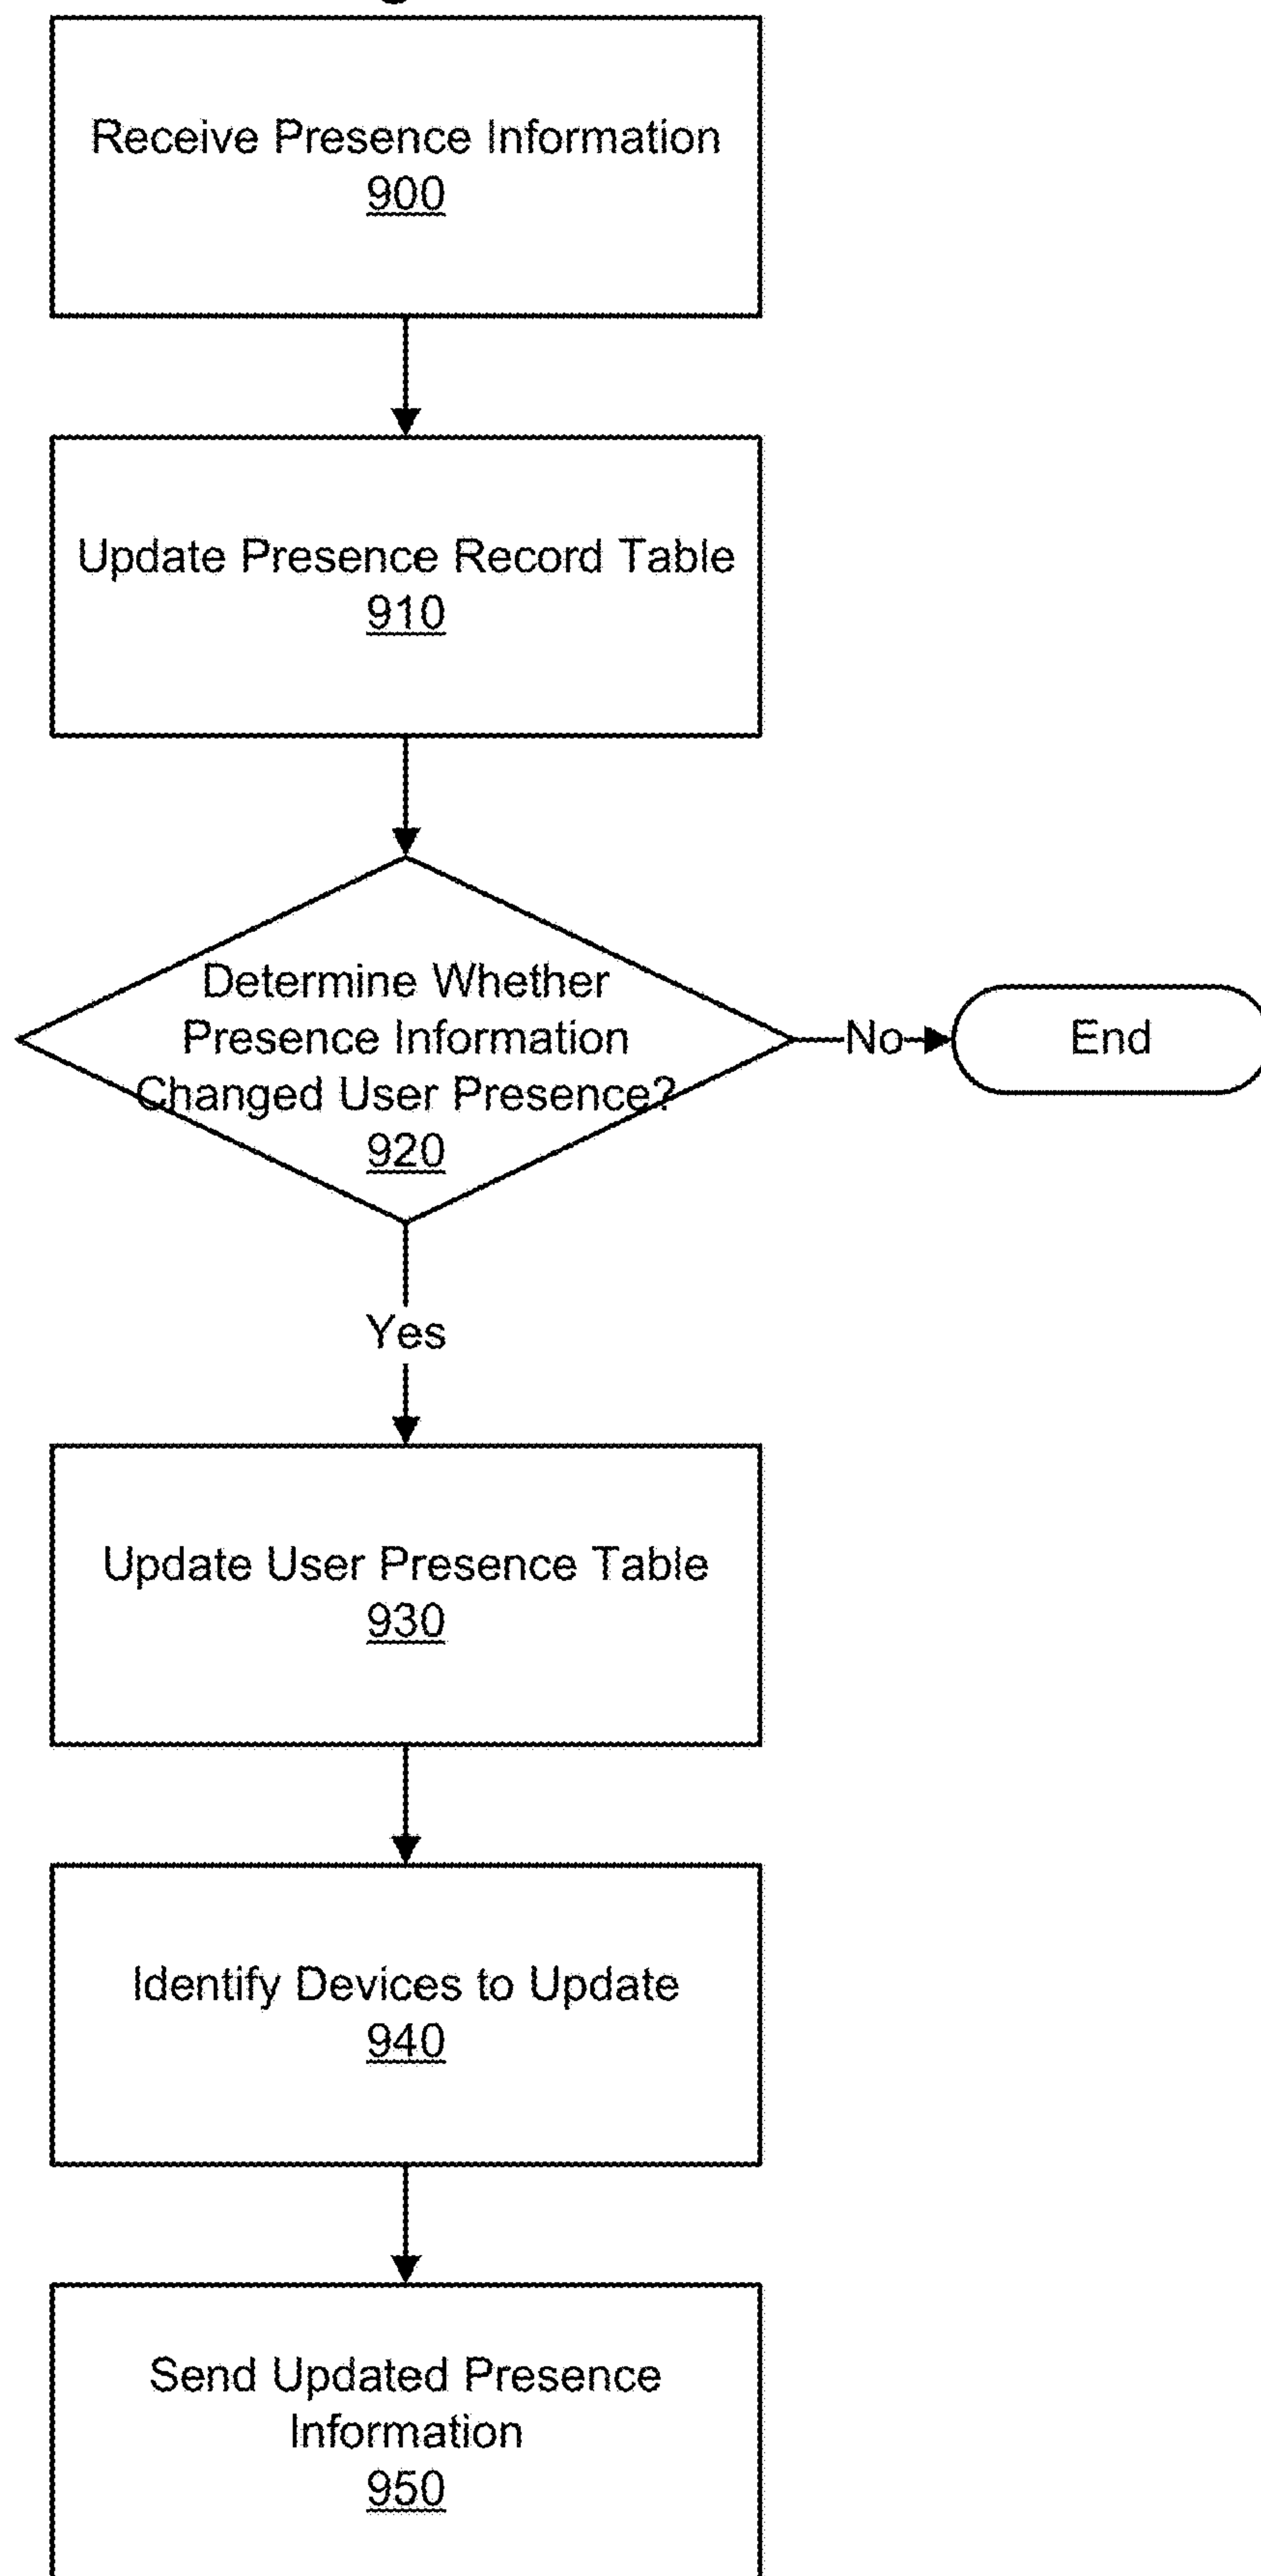 Receive Presence Information
900
Update Presence Record Table
910
Determine Whether
Presence Information
Changed User Presence?
920
No
End
Yes
Update User Presence Table
930
Identify Devices to Update
940
Send Updated Presence
Information
950